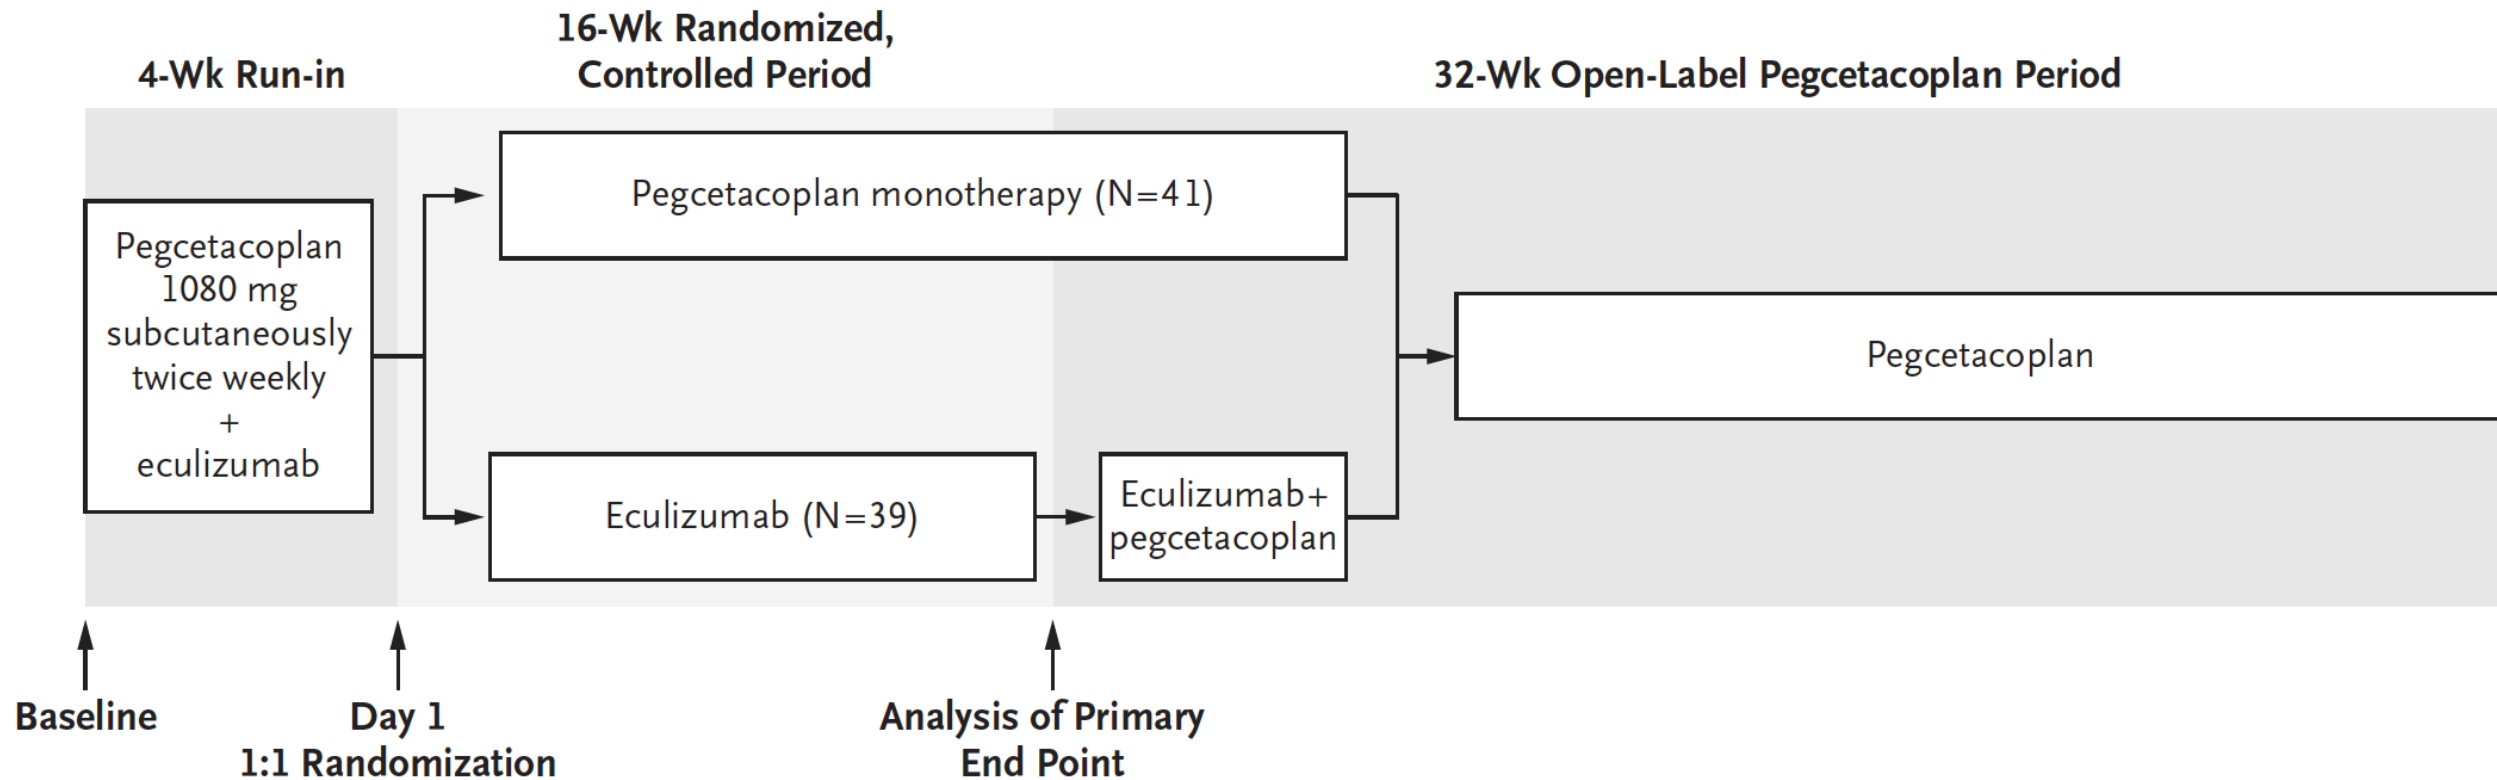 4-Wk Run-in
16-Wk Randomized,
Controlled Period
32-Wk Open-Label Pegcetacoplan Period
Pegcetacoplan
1080 mg
subcutaneously
twice weekly
+
eculizumab
Pegcetacoplan monotherapy (N=41)
Eculizumab (N=39)
Eculizumab+
pegcetacoplan
Pegcetacoplan
Baseline
Day 1
1:1 Randomization
Analysis of Primary
End Point